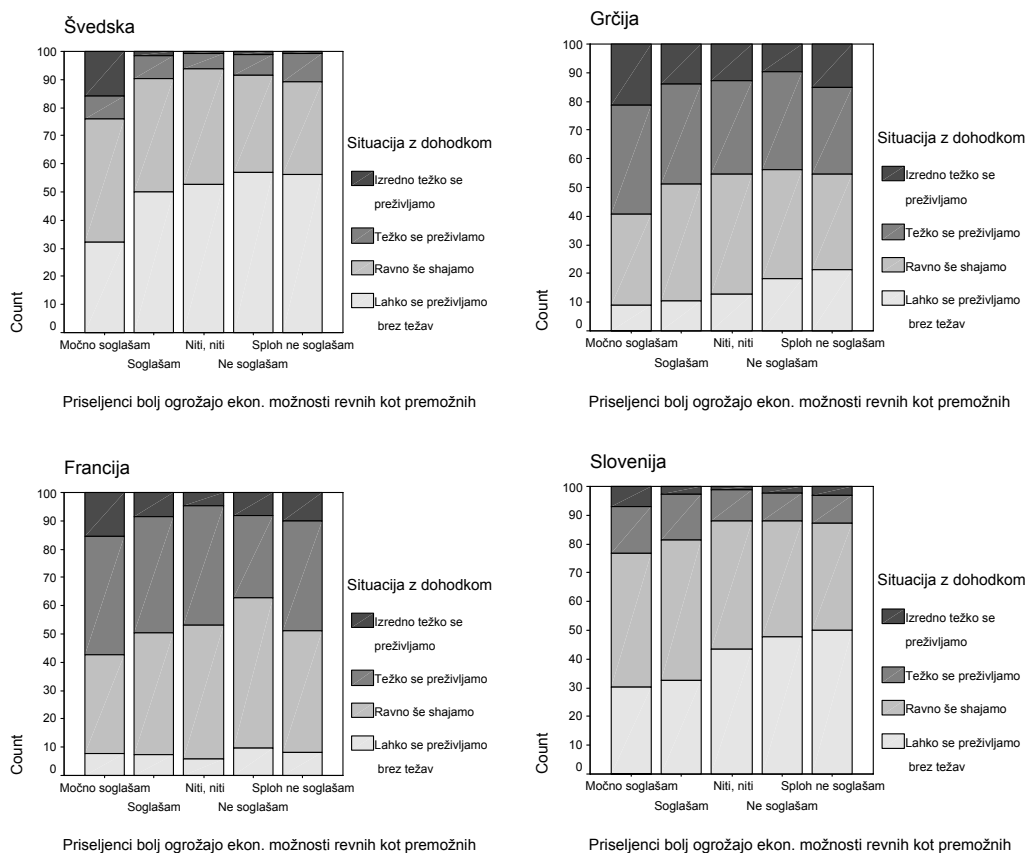 Švedska
100
90
80
70
60
50
40
30
20
10
0
Count
Močno soglašam
Niti, niti
Sploh ne soglašam
Soglašam
Ne soglašam
Priseljenci bolj ogrožajo ekon. možnosti revnih kot premožnih
Situacija z dohodkom
Izredno težko se
preživljamo
Težko se preživlamo
Ravno še shajamo
Lahko se preživljamo
brez težav
Grčija
100
90
80
70
60
50
40
30
20
10
0
Count
Močno soglašam
Niti, niti
Sploh ne soglašam
Soglašam
Ne soglašam
Priseljenci bolj ogrožajo ekon. možnosti revnih kot premožnih
Situacija z dohodkom
Izredno težko se
preživljamo
Težko se preživljamo
Ravno še shajamo
Lahko se preživljamo
brez težav
Francija
100
90
80
70
60
50
40
30
20
10
0
Count
Močno soglašam
Niti, niti
Sploh ne soglašam
Soglašam
Ne soglašam
Priseljenci bolj ogrožajo ekon. možnosti revnih kot premožnih
Situacija z dohodkom
Izredno težko se
preživljamo
Težko se preživljamo
Ravno še shajamo
Lahko se preživljamo
brez težav
Slovenija
100
90
80
70
60
50
40
30
20
10
0
Count
Močno soglašam
Niti, niti
Sploh ne soglašam
Soglašam
Ne soglašam
Priseljenci bolj ogrožajo ekon. možnosti revnih kot premožnih
Situacija z dohodkom
Izredno težko se
preživljamo
Težko se preživljamo
Ravno še shajamo
Lahko se preživljamo
brez težav